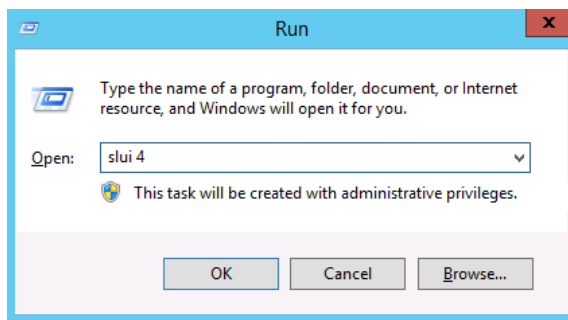 Run
x
Type the name of a program, folder, document, or Internet
resource, and Windows will open it for you.
Open: slui 4
This task will be created with administrative privileges.
OK Cancel Browse...